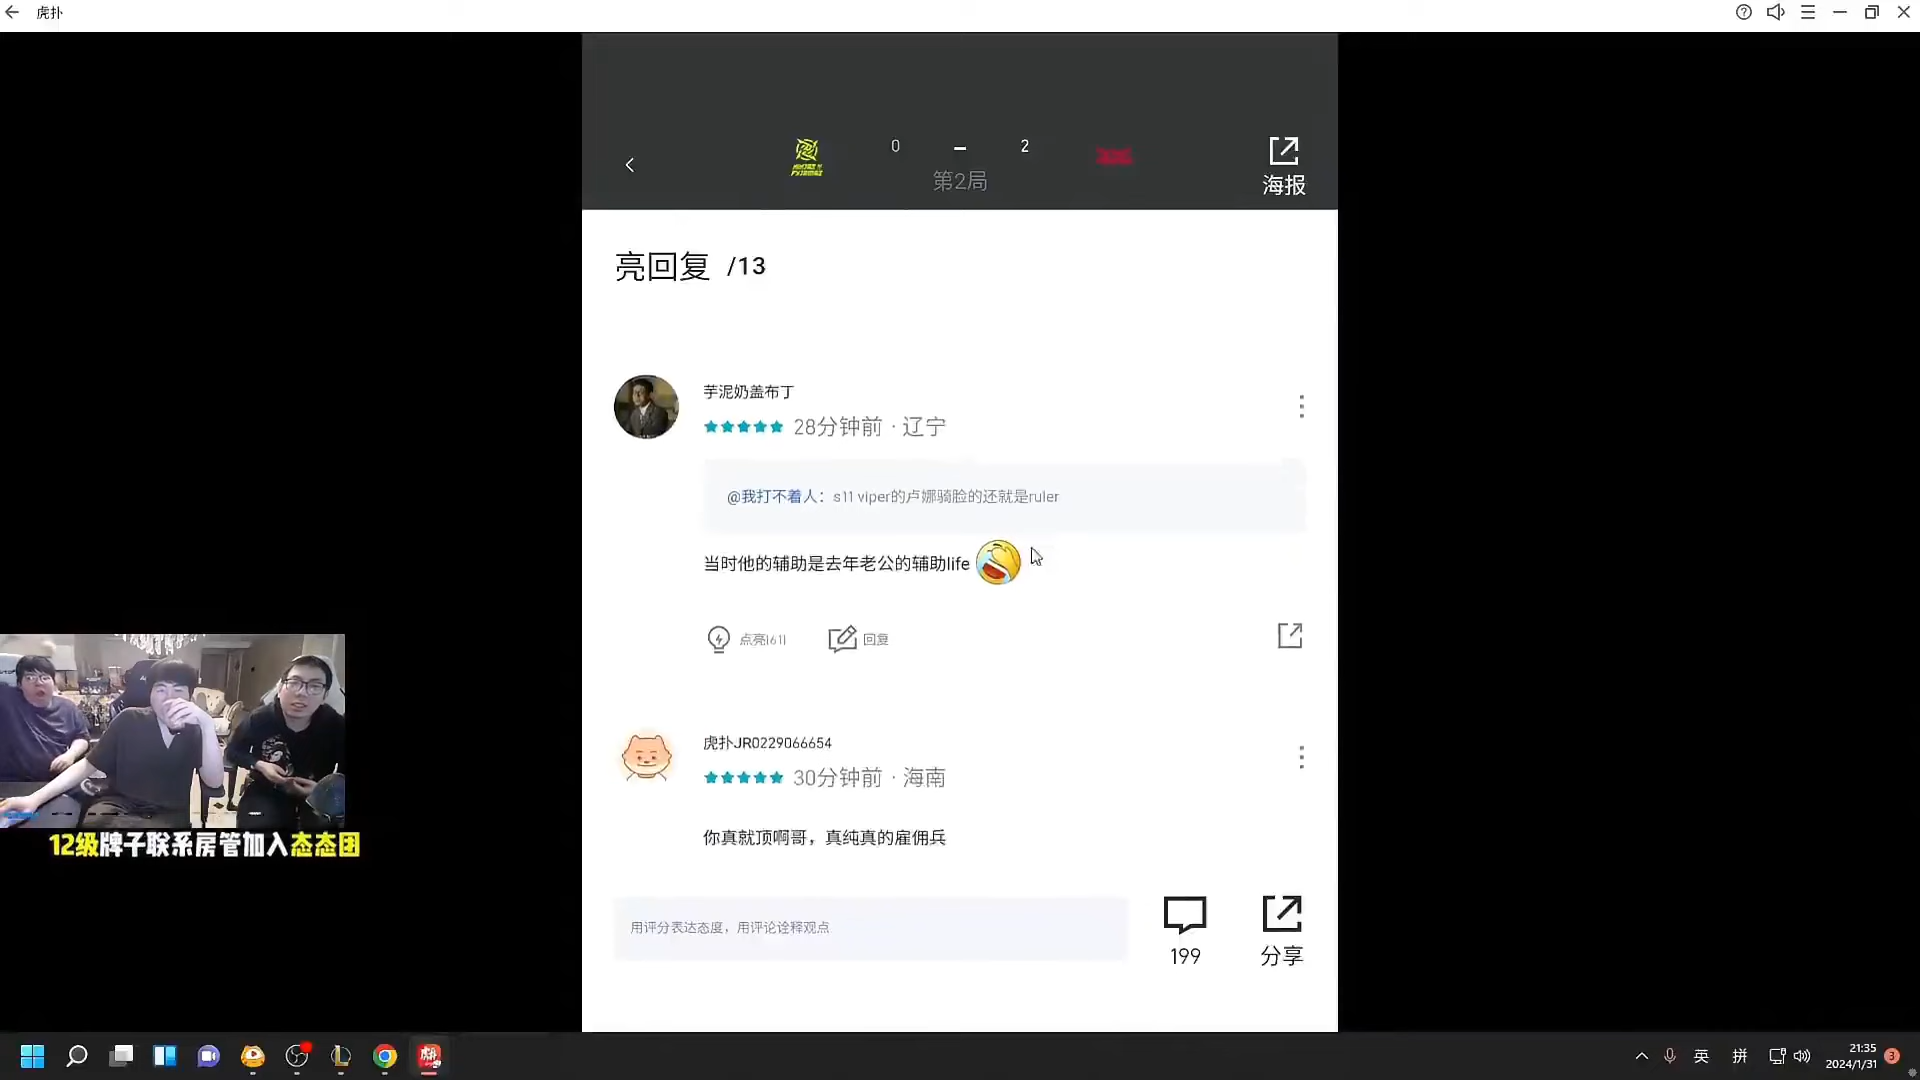 虎扑
0 – 2
第2局
海报
亮回复 /13
芋泥奶盖布丁
28分钟前 · 辽宁
@我打不着人：s11 viper的卢娜骑脸的还就是ruler
当时他的辅助是去年老公的辅助life
点亮(61)
回复
虎扑JR0229066654
30分钟前 · 海南
你真就顶啊哥，真纯真的雇佣兵
用评分表达态度，用评论诠释观点
199
分享
12级牌子联系房管加入态态团
英
拼
21:35
2024/1/31
3